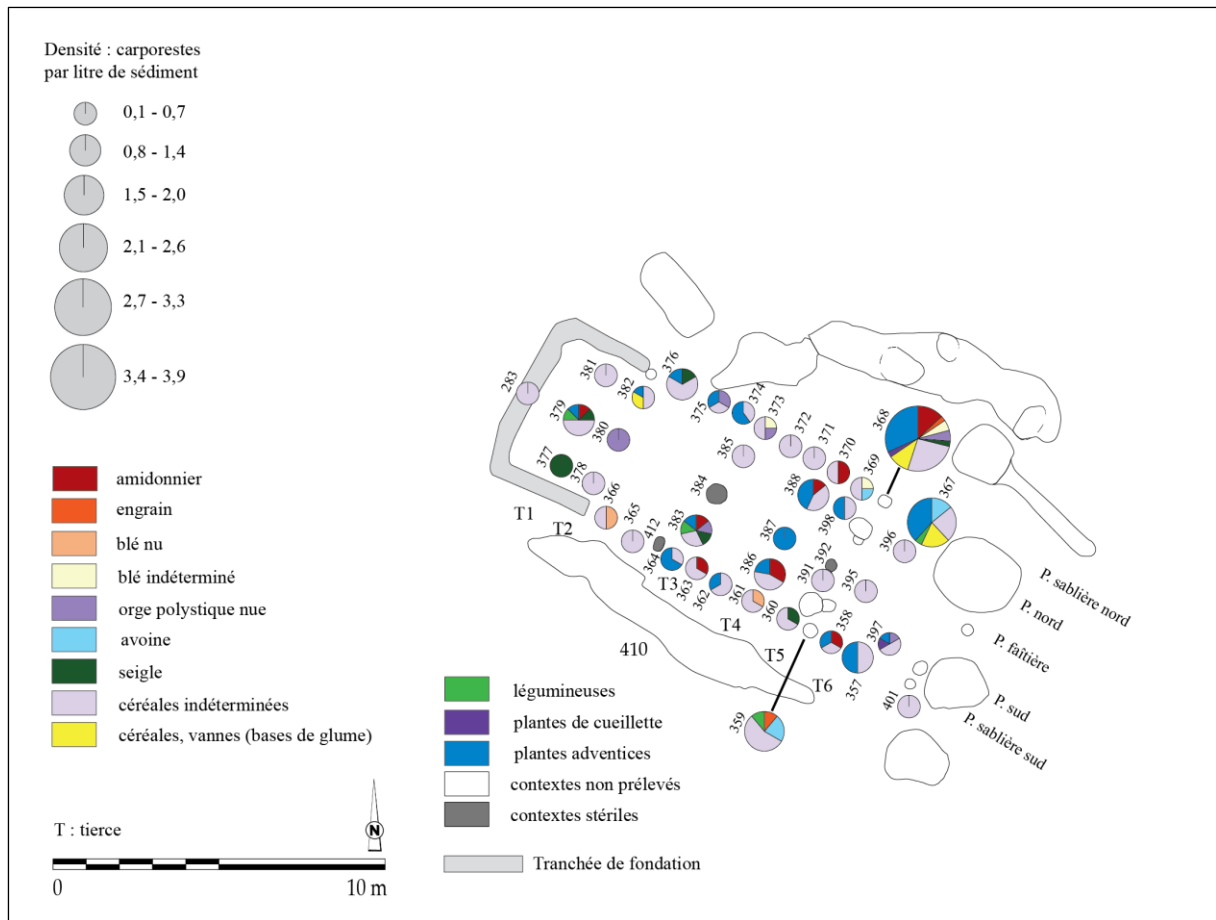 Densité : carporestes
par litre de sédiment
0,1 - 0,7
0,8 - 1,4
1,5 - 2,0
2,1 - 2,6
2,7 - 3,3
3,4 - 3,9
amidonnier
engrain
blé nu
blé indéterminé
orge polystique nue
avoine
seigle
céréales indéterminées
céréales, vannes (bases de glume)
T : tierce
N
0
10 m
légumineuses
plantes de cueillette
plantes adventices
contextes non prélevés
contextes stériles
Tranchée de fondation
283
381
382
376
375
374
373
372
371
370
369
368
367
379
380
377
378
366
365
412
364
363
362
361
360
359
358
357
397
401
385
384
383
388
398
387
386
392
391
395
396
410
T1
T2
T3
T4
T5
T6
P. sablière nord
P. nord
P. faîtière
P. sud
P. sablière sud